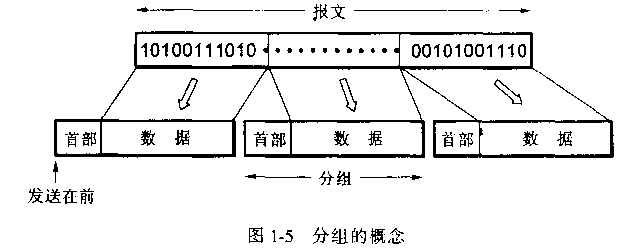 报文
10100111010············00101001110
首部 数据 首部 数据 首部 数据
分组
发送在前
图1-5 分组的概念